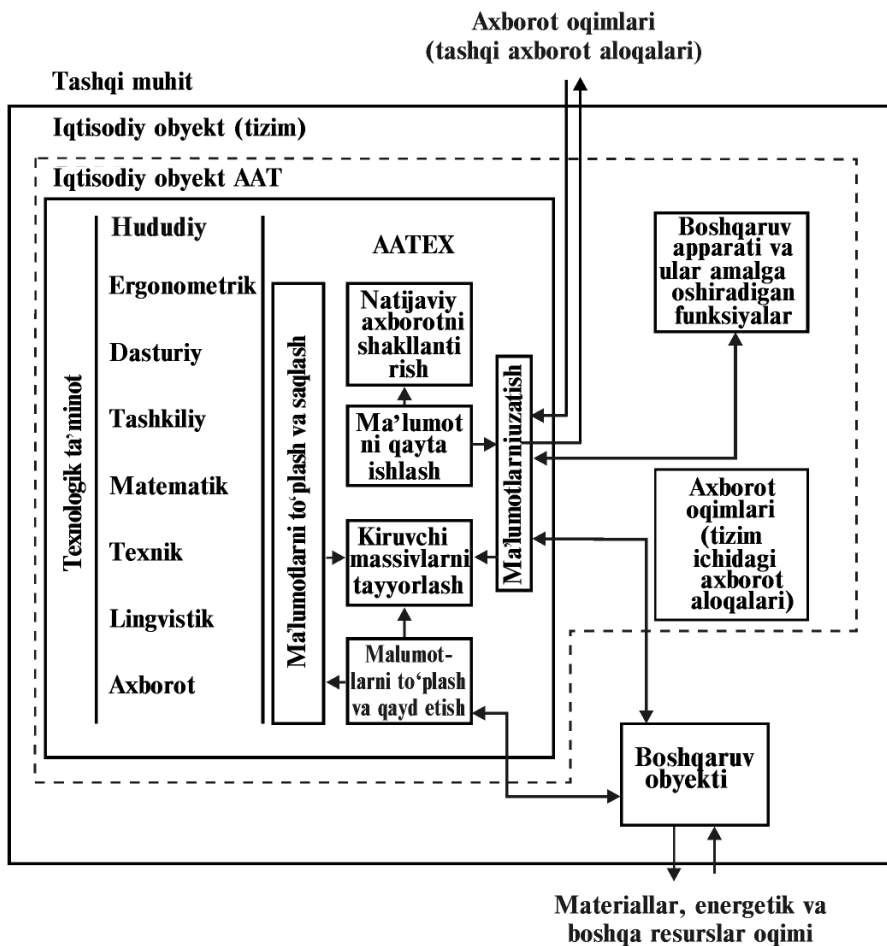 Axborot oqimlari
(tashqi axborot aloqalari)
Tashqi muhit
Iqtisodiy obyekt (tizim)
Iqtisodiy obyekt AAT
Texnologik ta’minot
Hududiy
Ergonometrik
Dasturiy
Tashkiliy
Matematik
Texnik
Lingvistik
Axborot
AATEX
Ma’lumotlarni to‘plash va saqlash
Natijaviy
axborotni
shakllanti
rish
Ma’lumot
ni qayta
ishlash
Kiruvchi
massivlarni
tayyorlash
Malumot-
larni to‘plash
va qayd etish
Ma’lumotlarniuzatish
Boshqaruv
apparati va
ular amalga
oshiradigan
funksiyalar
Axborot
oqimlari
(tizim
ichidagi
axborot
aloqalari)
Boshqaruv
obyekti
Materiallar, energetik va
boshqa resurslar oqimi